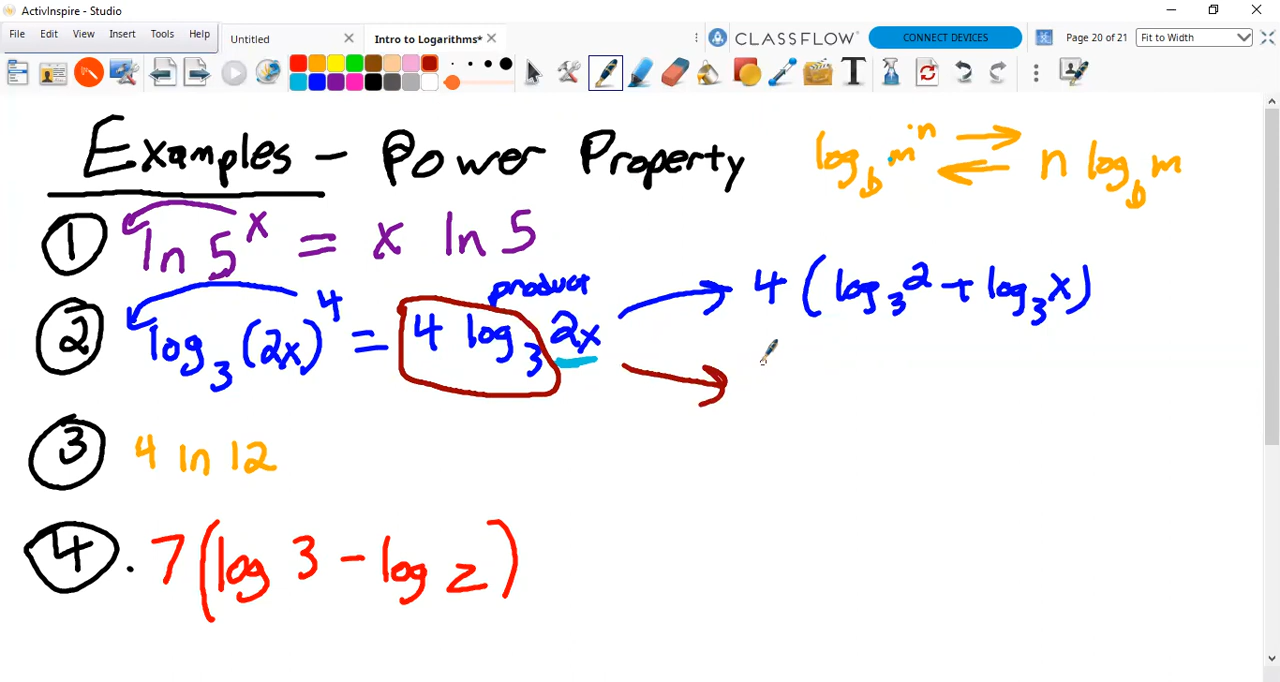 ActivInspire - Studio
File Edit View Insert Tools Help
Untitled
Intro to Logarithms*
CLASSFLOW
CONNECT DEVICES
Page 20 of 21
Fit to Width
Examples - Power Property
log_b m^n ⇄ n log_b m
① ln 5^x = x ln 5
product
② log_3 (2x)^4 = 4 log_3 2x → 4 (log_3 2 + log_3 x)
③ 4 ln 12
④. 7 (log 3 - log z)